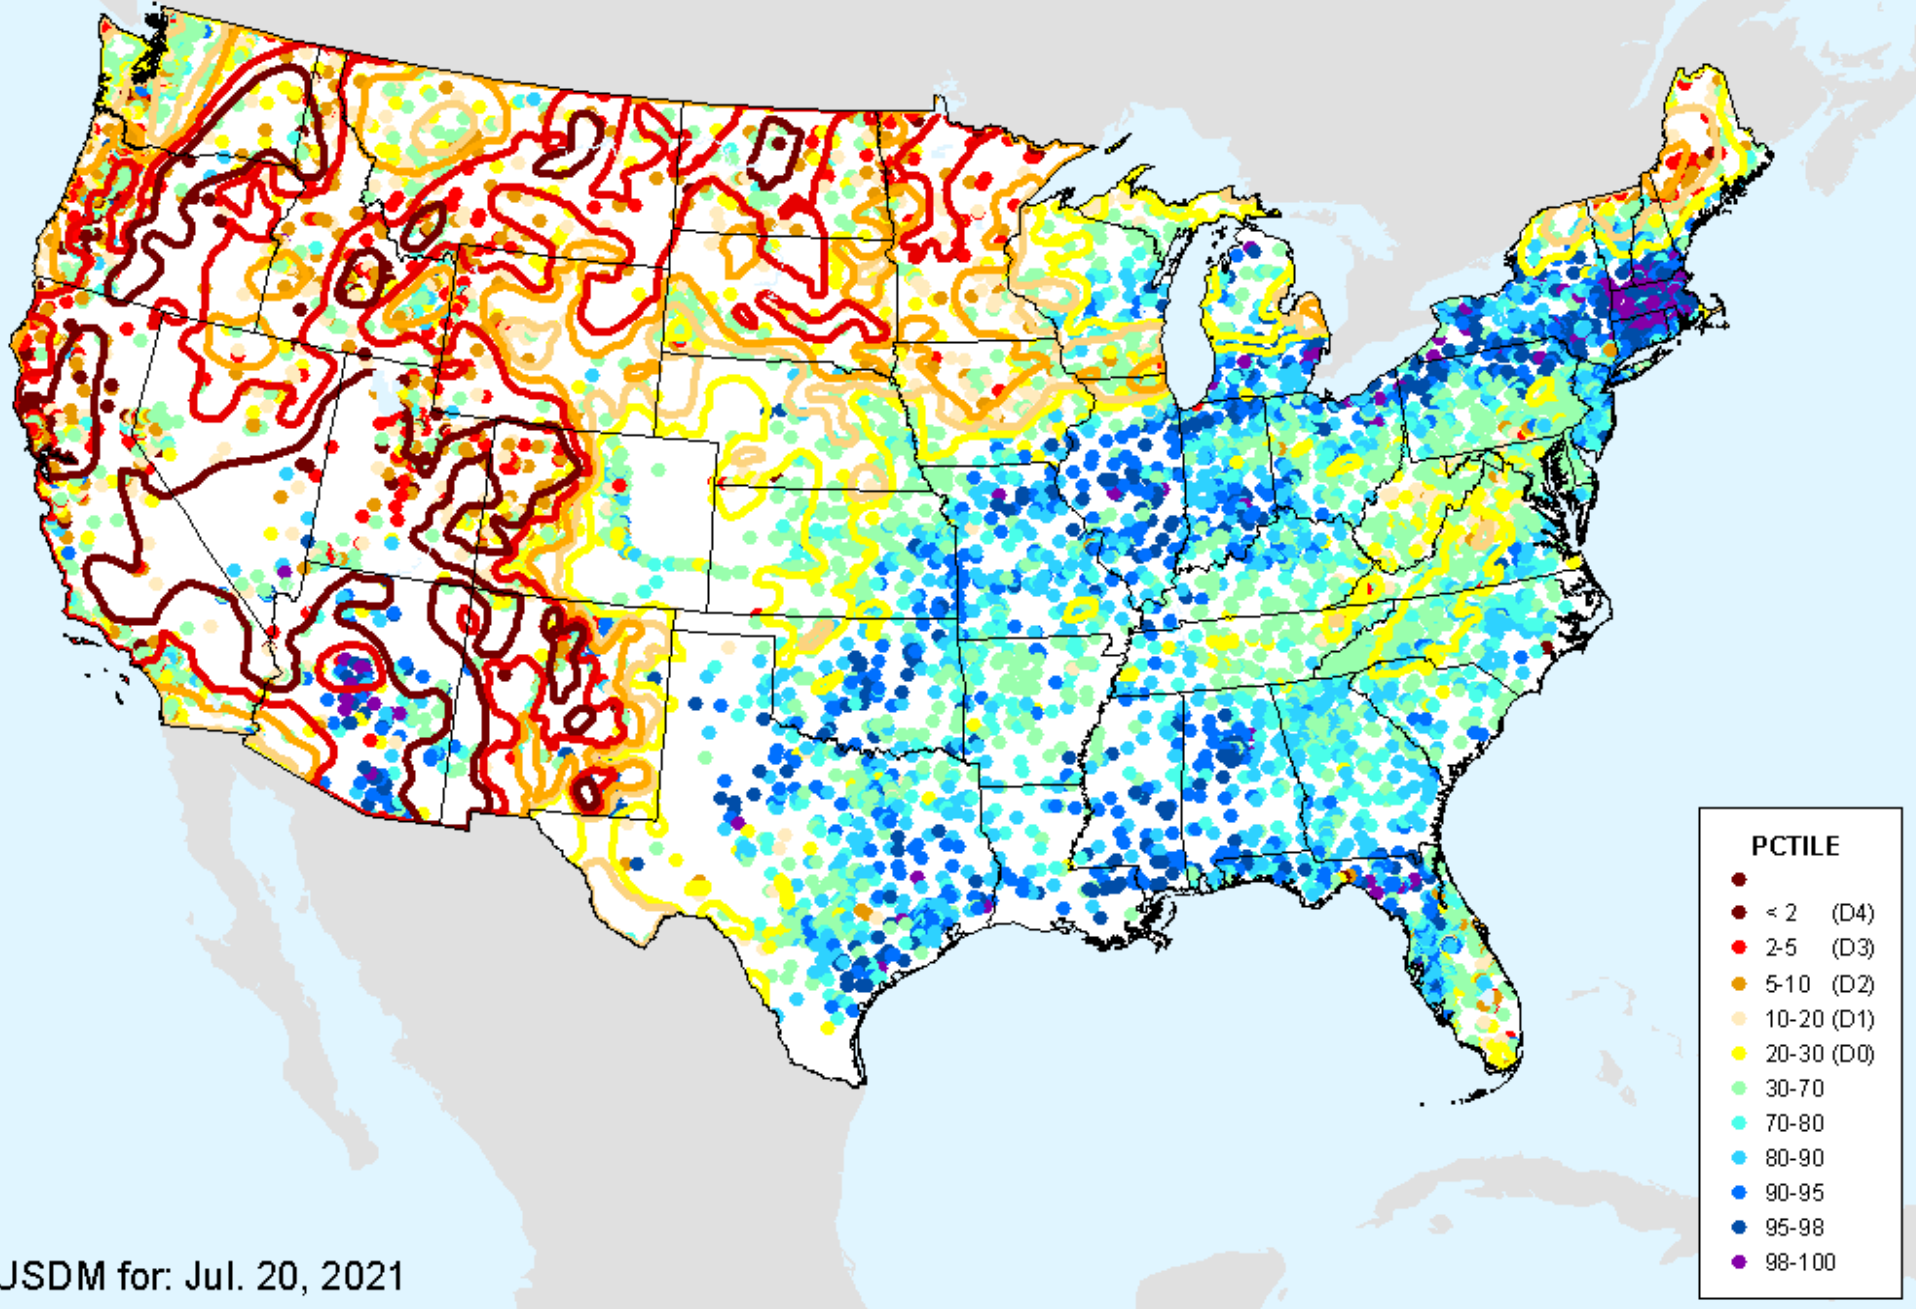 PCTILE
< 2 (D4)
2-5 (D3)
5-10 (D2)
10-20 (D1)
20-30 (D0)
30-70
70-80
80-90
90-95
95-98
98-100
USDM for: Jul. 20, 2021